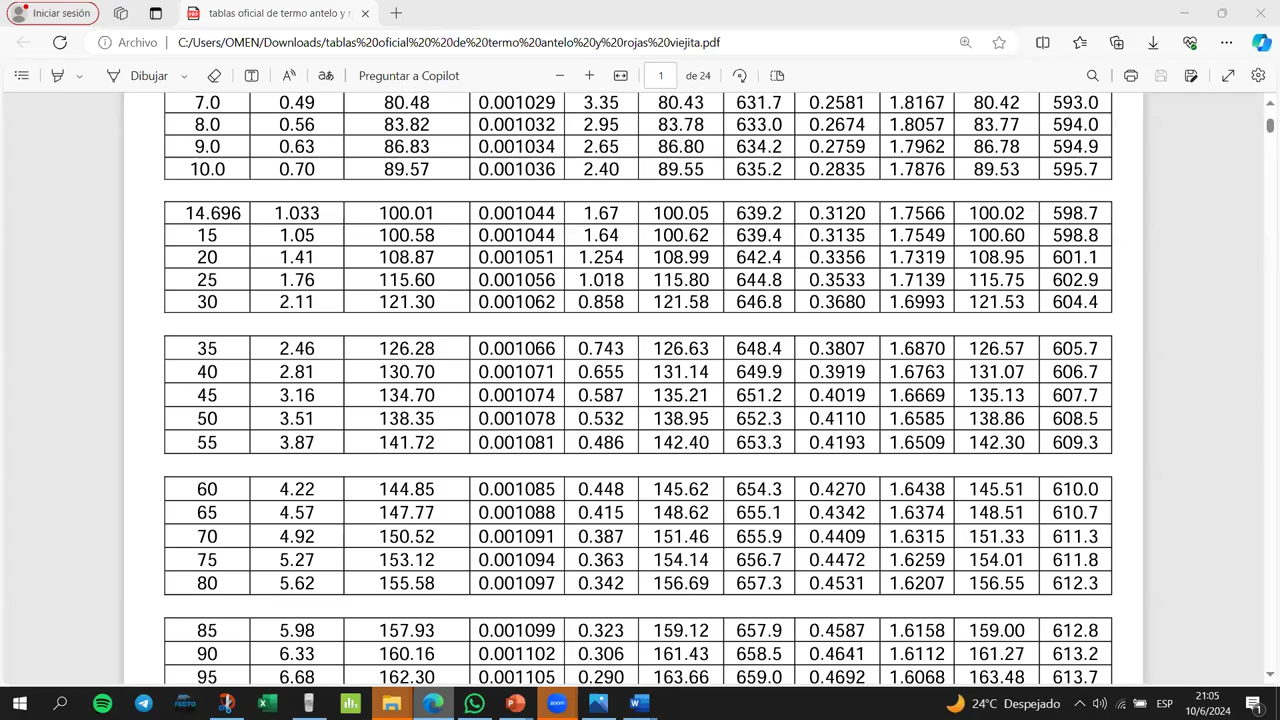 Iniciar sesión
tablas oficial de termo antelo y r
Archivo C:/Users/OMEN/Downloads/tablas%20oficial%20%20de%20termo%20antelo%20y%20rojas%20viejita.pdf
Dibujar Preguntar a Copilot 1 de 24
7.0 0.49 80.48 0.001029 3.35 80.43 631.7 0.2581 1.8167 80.42 593.0
8.0 0.56 83.82 0.001032 2.95 83.78 633.0 0.2674 1.8057 83.77 594.0
9.0 0.63 86.83 0.001034 2.65 86.80 634.2 0.2759 1.7962 86.78 594.9
10.0 0.70 89.57 0.001036 2.40 89.55 635.2 0.2835 1.7876 89.53 595.7
14.696 1.033 100.01 0.001044 1.67 100.05 639.2 0.3120 1.7566 100.02 598.7
15 1.05 100.58 0.001044 1.64 100.62 639.4 0.3135 1.7549 100.60 598.8
20 1.41 108.87 0.001051 1.254 108.99 642.4 0.3356 1.7319 108.95 601.1
25 1.76 115.60 0.001056 1.018 115.80 644.8 0.3533 1.7139 115.75 602.9
30 2.11 121.30 0.001062 0.858 121.58 646.8 0.3680 1.6993 121.53 604.4
35 2.46 126.28 0.001066 0.743 126.63 648.4 0.3807 1.6870 126.57 605.7
40 2.81 130.70 0.001071 0.655 131.14 649.9 0.3919 1.6763 131.07 606.7
45 3.16 134.70 0.001074 0.587 135.21 651.2 0.4019 1.6669 135.13 607.7
50 3.51 138.35 0.001078 0.532 138.95 652.3 0.4110 1.6585 138.86 608.5
55 3.87 141.72 0.001081 0.486 142.40 653.3 0.4193 1.6509 142.30 609.3
60 4.22 144.85 0.001085 0.448 145.62 654.3 0.4270 1.6438 145.51 610.0
65 4.57 147.77 0.001088 0.415 148.62 655.1 0.4342 1.6374 148.51 610.7
70 4.92 150.52 0.001091 0.387 151.46 655.9 0.4409 1.6315 151.33 611.3
75 5.27 153.12 0.001094 0.363 154.14 656.7 0.4472 1.6259 154.01 611.8
80 5.62 155.58 0.001097 0.342 156.69 657.3 0.4531 1.6207 156.55 612.3
85 5.98 157.93 0.001099 0.323 159.12 657.9 0.4587 1.6158 159.00 612.8
90 6.33 160.16 0.001102 0.306 161.43 658.5 0.4641 1.6112 161.27 613.2
95 6.68 162.30 0.001105 0.290 163.66 659.0 0.4692 1.6068 163.48 613.7
24°C Despejado ESP 21:05
10/6/2024